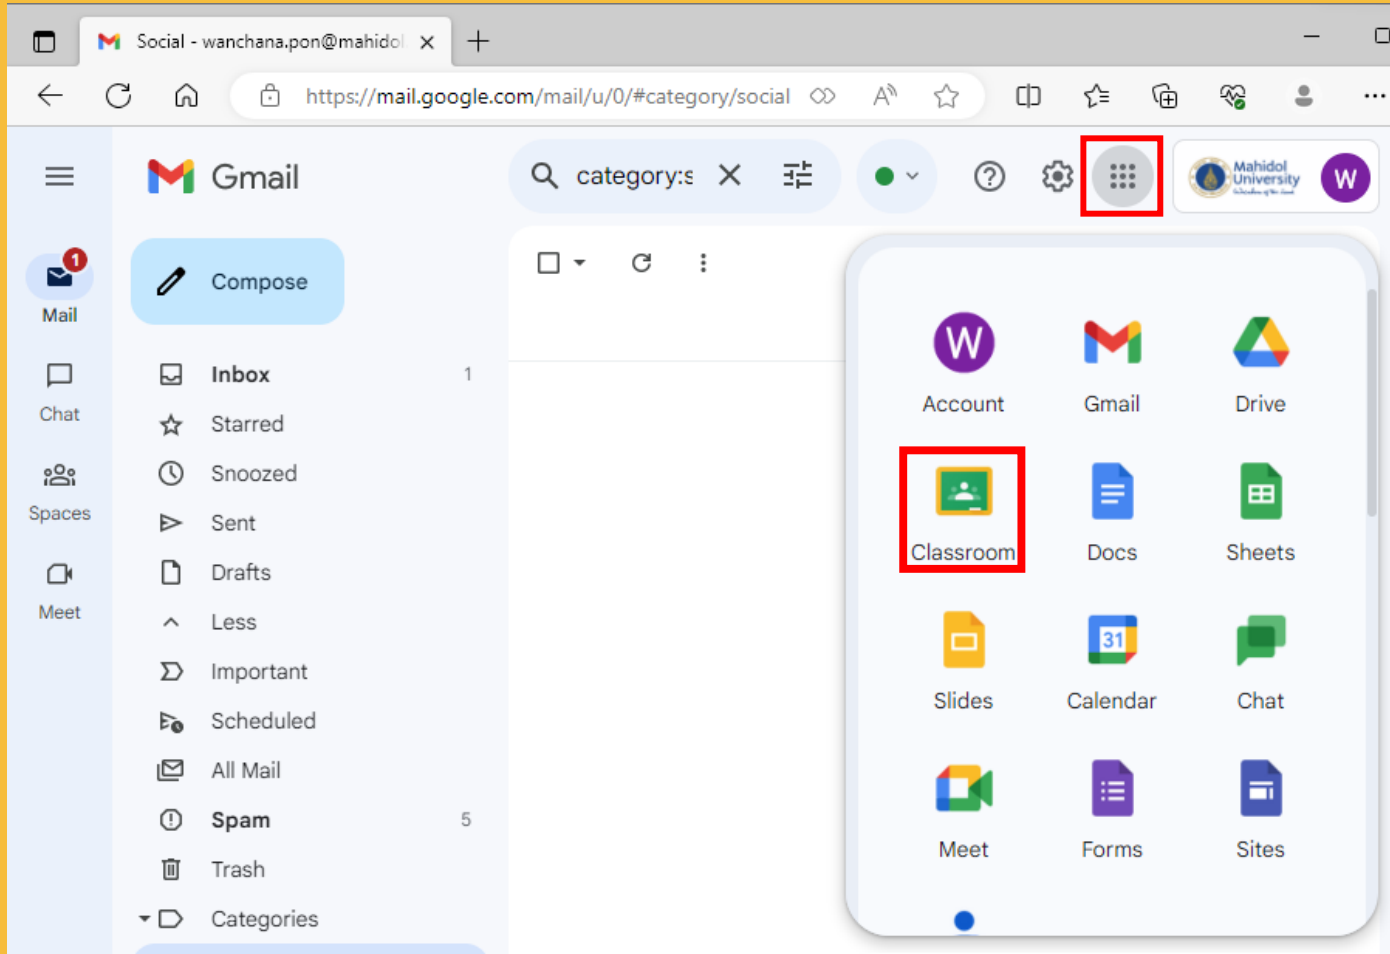 Social - wanchana.pon@mahidol
https://mail.google.com/mail/u/0/#category/social
Gmail
category:s
Mahidol
University
W
1
Mail
Chat
Spaces
Meet
Compose
Inbox 1
Starred
Snoozed
Sent
Drafts
Less
Important
Scheduled
All Mail
Spam 5
Trash
Categories
W
Account Gmail Drive
Classroom Docs Sheets
31
Slides Calendar Chat
Meet Forms Sites